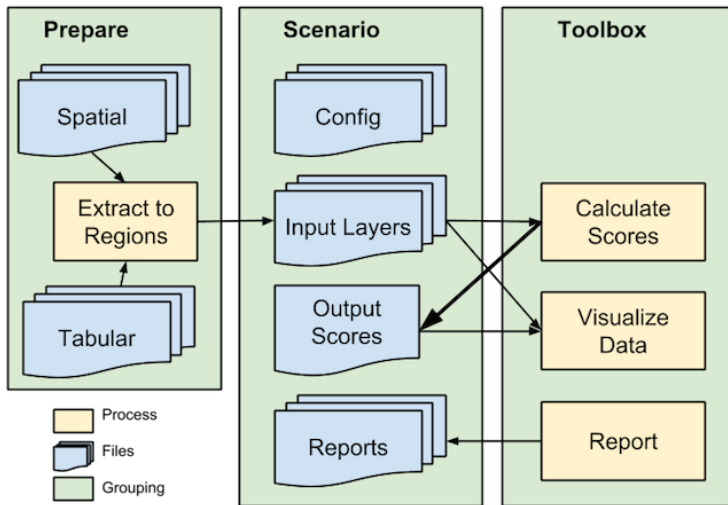 Prepare
Spatial
Extract to
Regions
Tabular
Process
Files
Grouping
Scenario
Config
Input Layers
Output
Scores
Reports
Toolbox
Calculate
Scores
Visualize
Data
Report